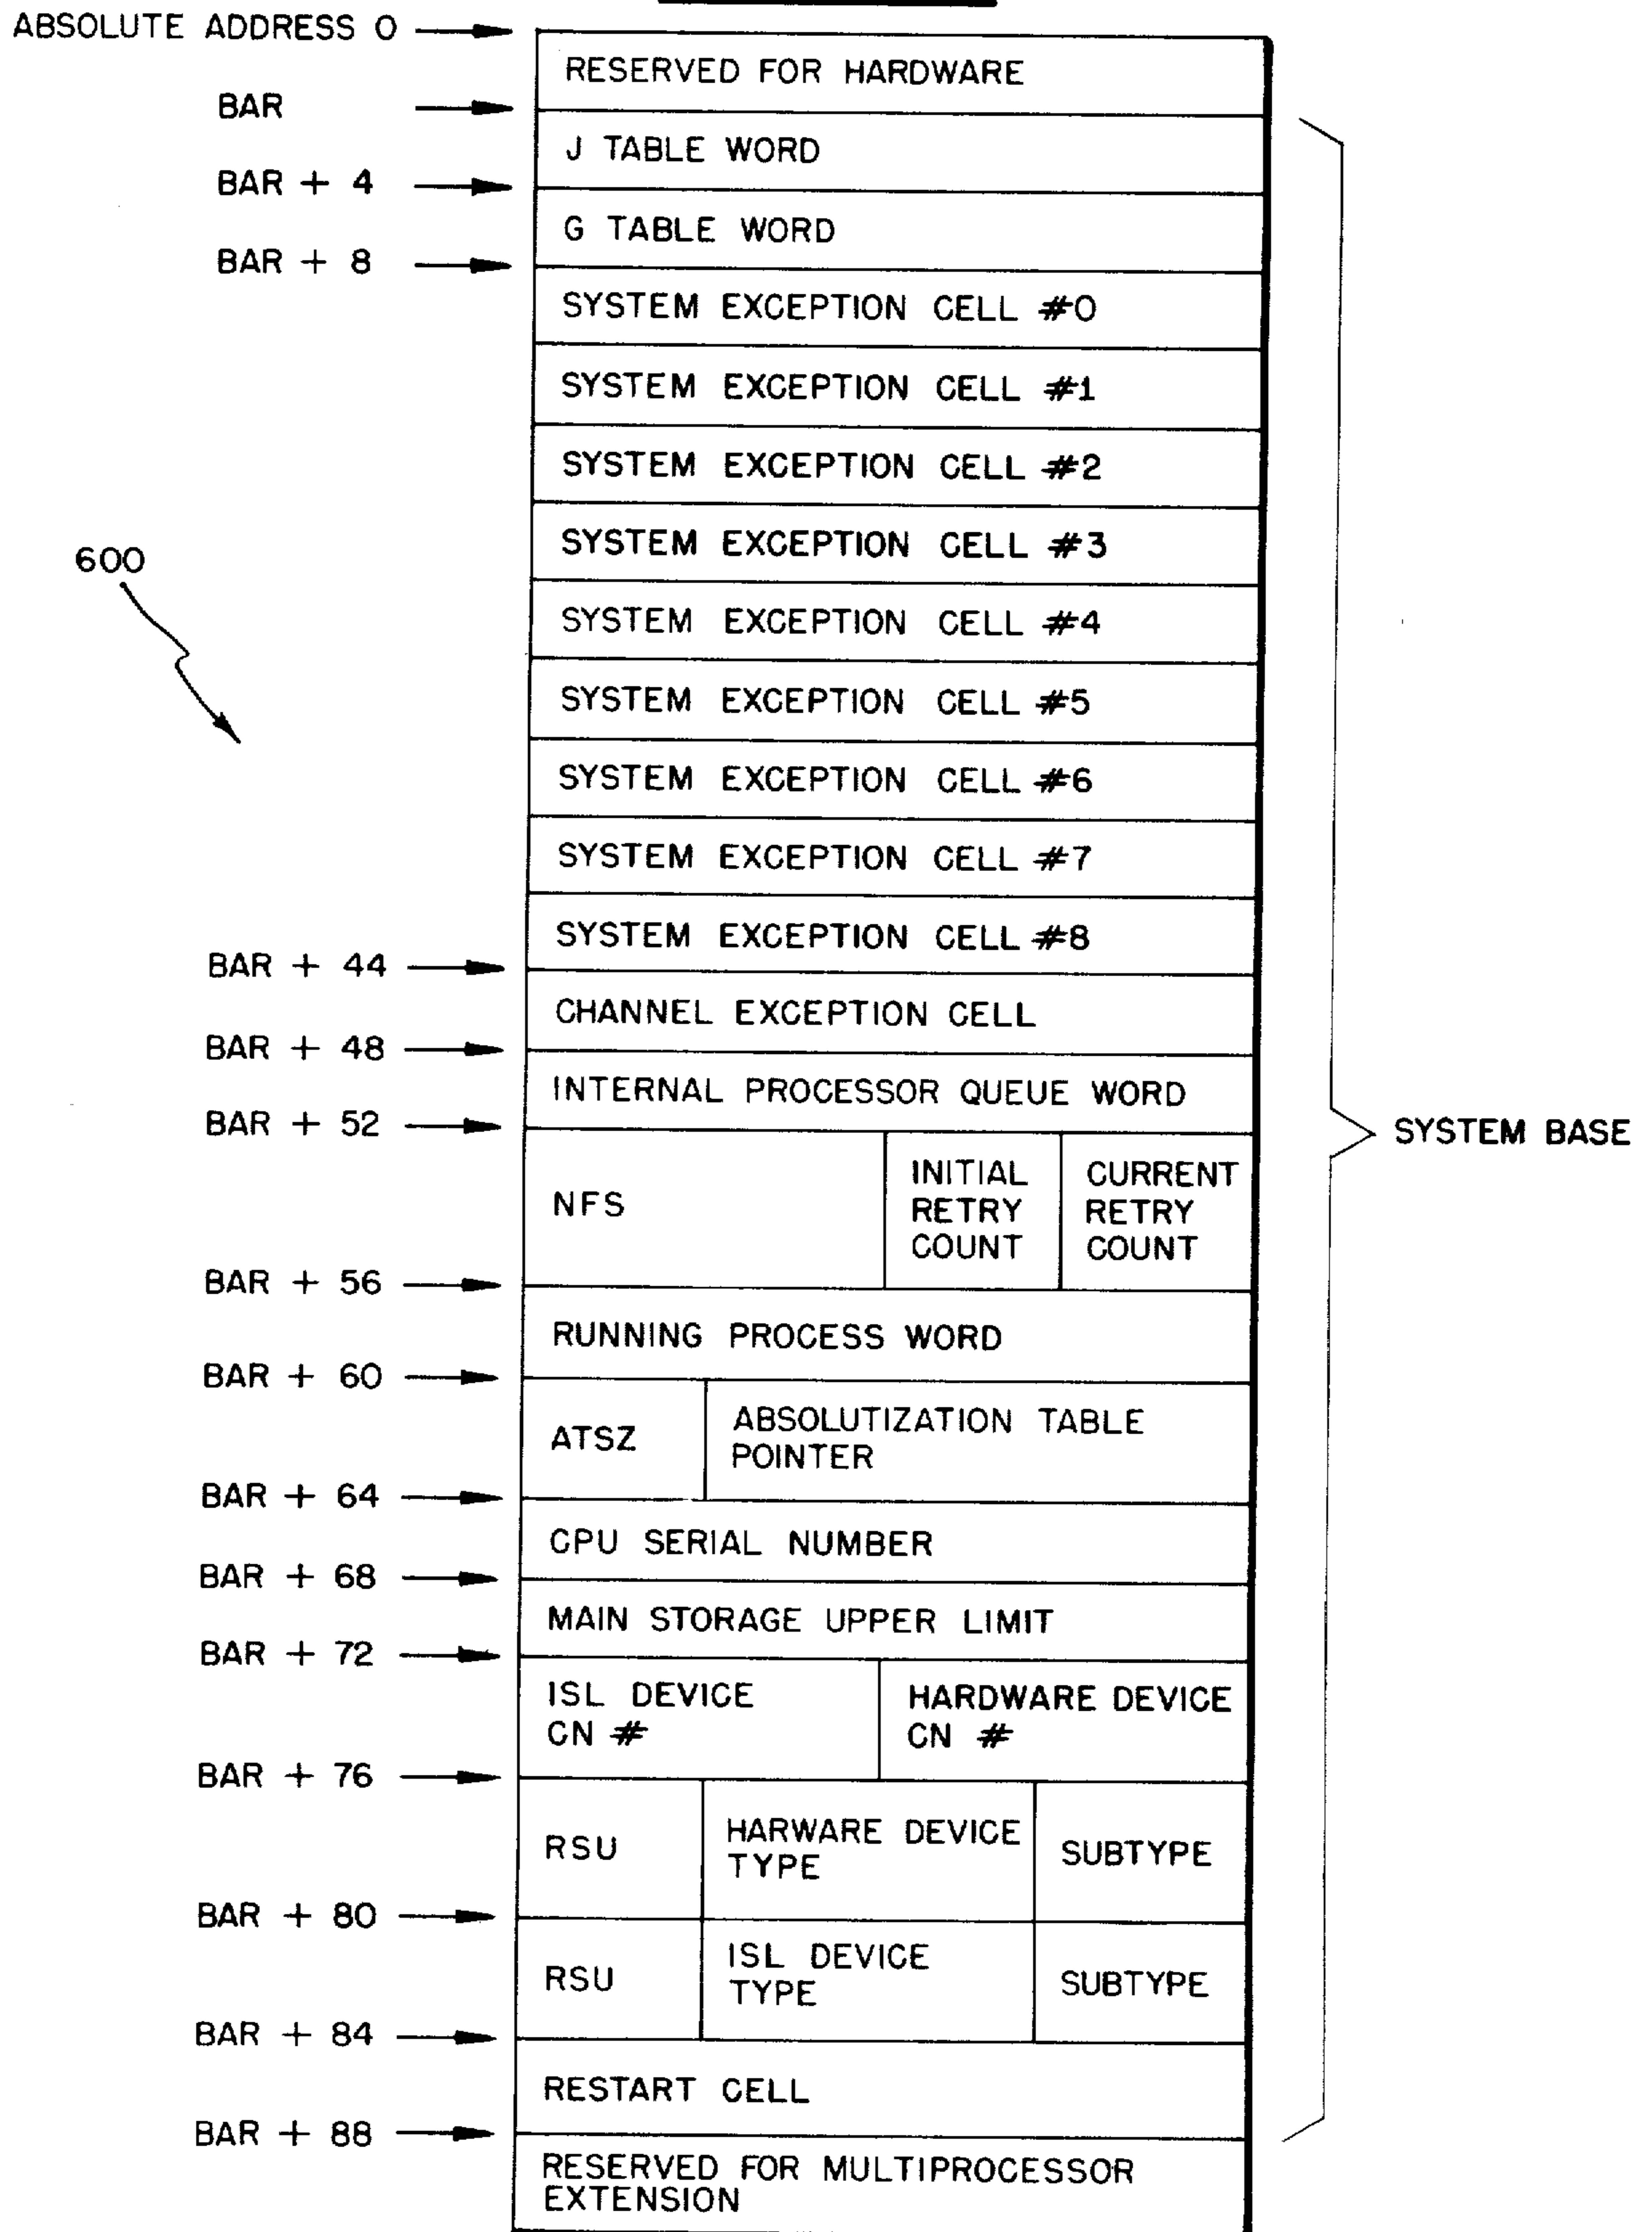 ABSOLUTE ADDRESS 0
RESERVED FOR HARDWARE
BAR
J TABLE WORD
BAR + 4
G TABLE WORD
BAR + 8
SYSTEM EXCEPTION CELL #0
SYSTEM EXCEPTION CELL #1
SYSTEM EXCEPTION CELL #2
SYSTEM EXCEPTION CELL #3
600
SYSTEM EXCEPTION CELL #4
SYSTEM EXCEPTION CELL #5
SYSTEM EXCEPTION CELL #6
SYSTEM EXCEPTION CELL #7
SYSTEM EXCEPTION CELL #8
BAR + 44
CHANNEL EXCEPTION CELL
BAR + 48
INTERNAL PROCESSOR QUEUE WORD
BAR + 52
SYSTEM BASE
NFS
INITIAL
RETRY
COUNT
CURRENT
RETRY
COUNT
BAR + 56
RUNNING PROCESS WORD
BAR + 60
ATSZ
ABSOLUTIZATION TABLE
POINTER
BAR + 64
CPU SERIAL NUMBER
BAR + 68
MAIN STORAGE UPPER LIMIT
BAR + 72
ISL DEVICE
CN #
HARDWARE DEVICE
CN #
BAR + 76
RSU
HARWARE DEVICE
TYPE
SUBTYPE
BAR + 80
RSU
ISL DEVICE
TYPE
SUBTYPE
BAR + 84
RESTART CELL
BAR + 88
RESERVED FOR MULTIPROCESSOR
EXTENSION